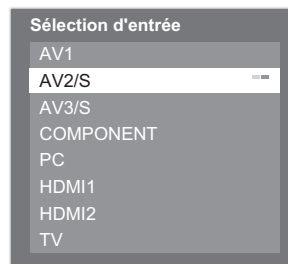 Sélection d'entrée
AV1
AV2/S
AV3/S
COMPONENT
PC
HDMI1
HDMI2
TV